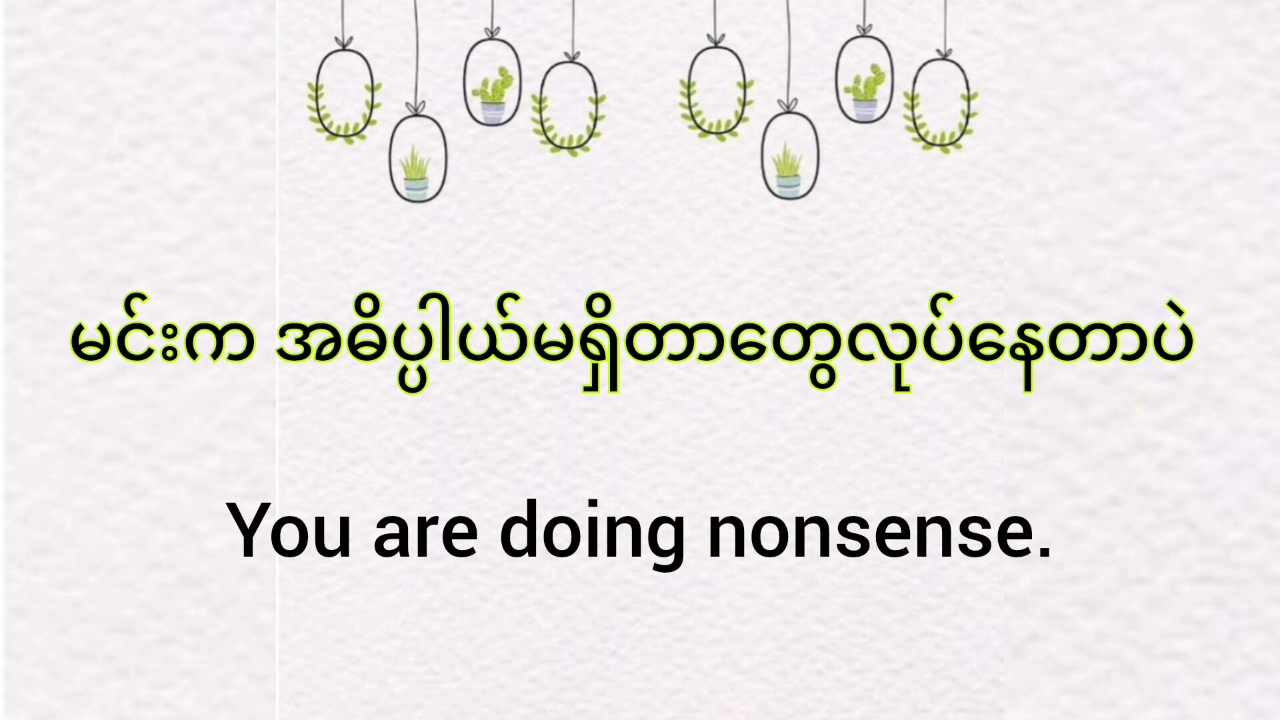 မင်းက အဓိပ္ပါယ်မရှိတာတွေလုပ်နေတာပဲ
You are doing nonsense.